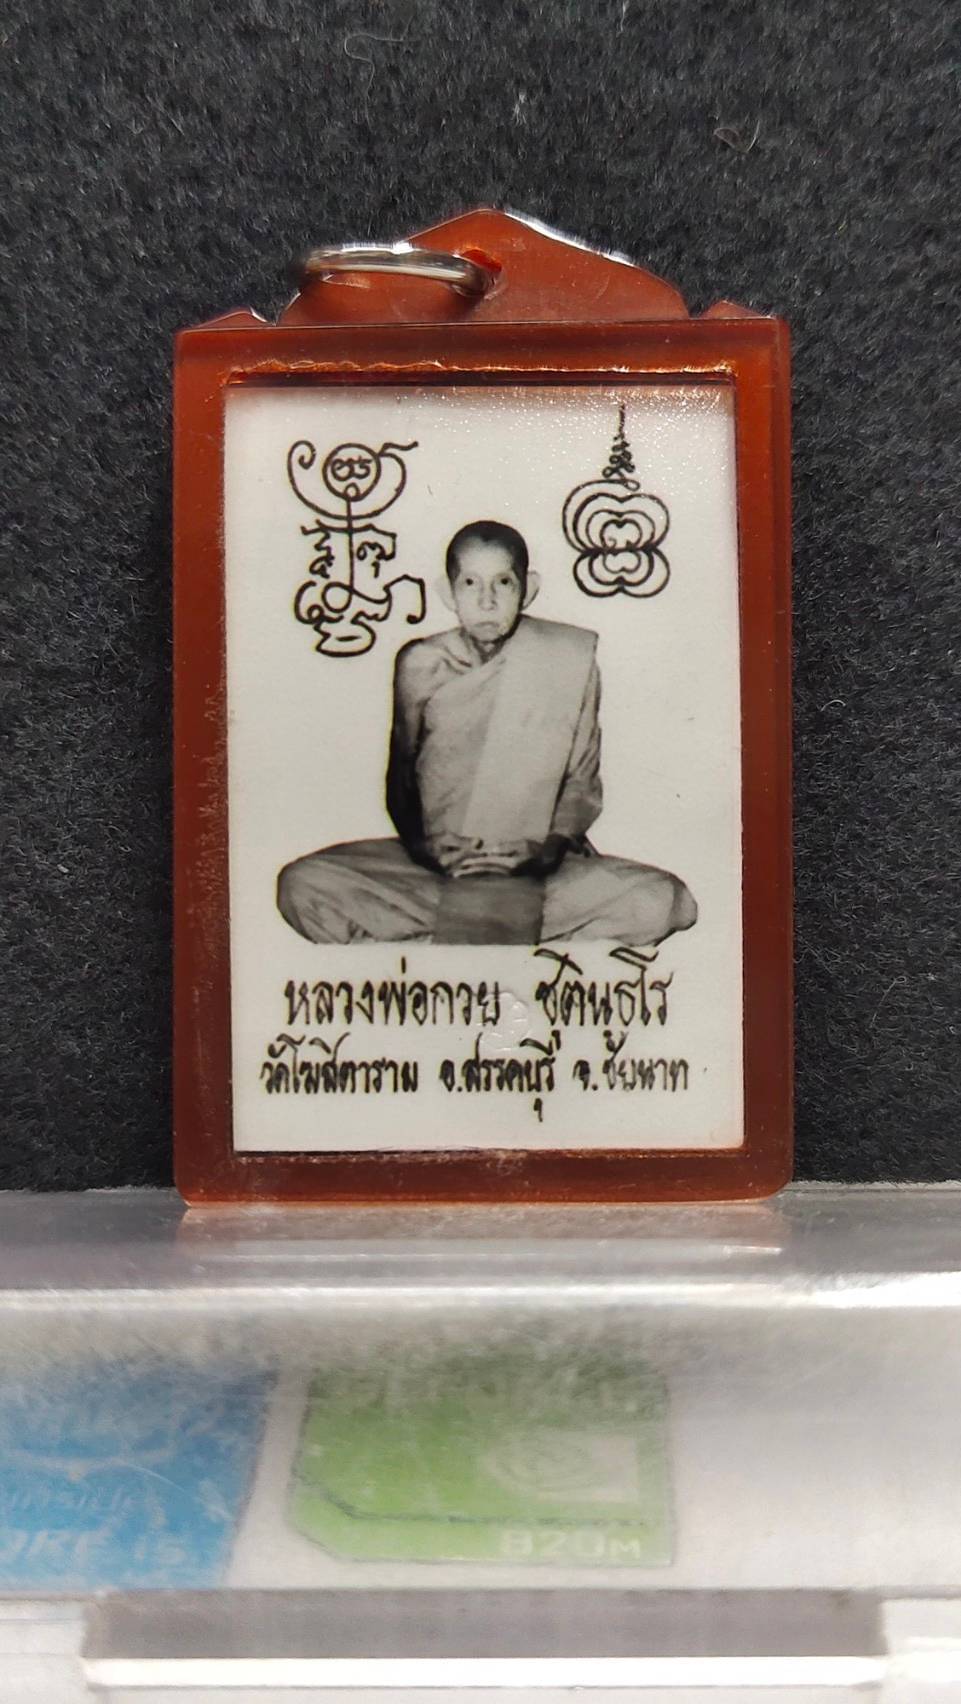 หลวงพ่อกวย ชุตินฺธโร
วัดโฆสิตาราม อ.สรรคบุรี จ.ชัยนาท
820M